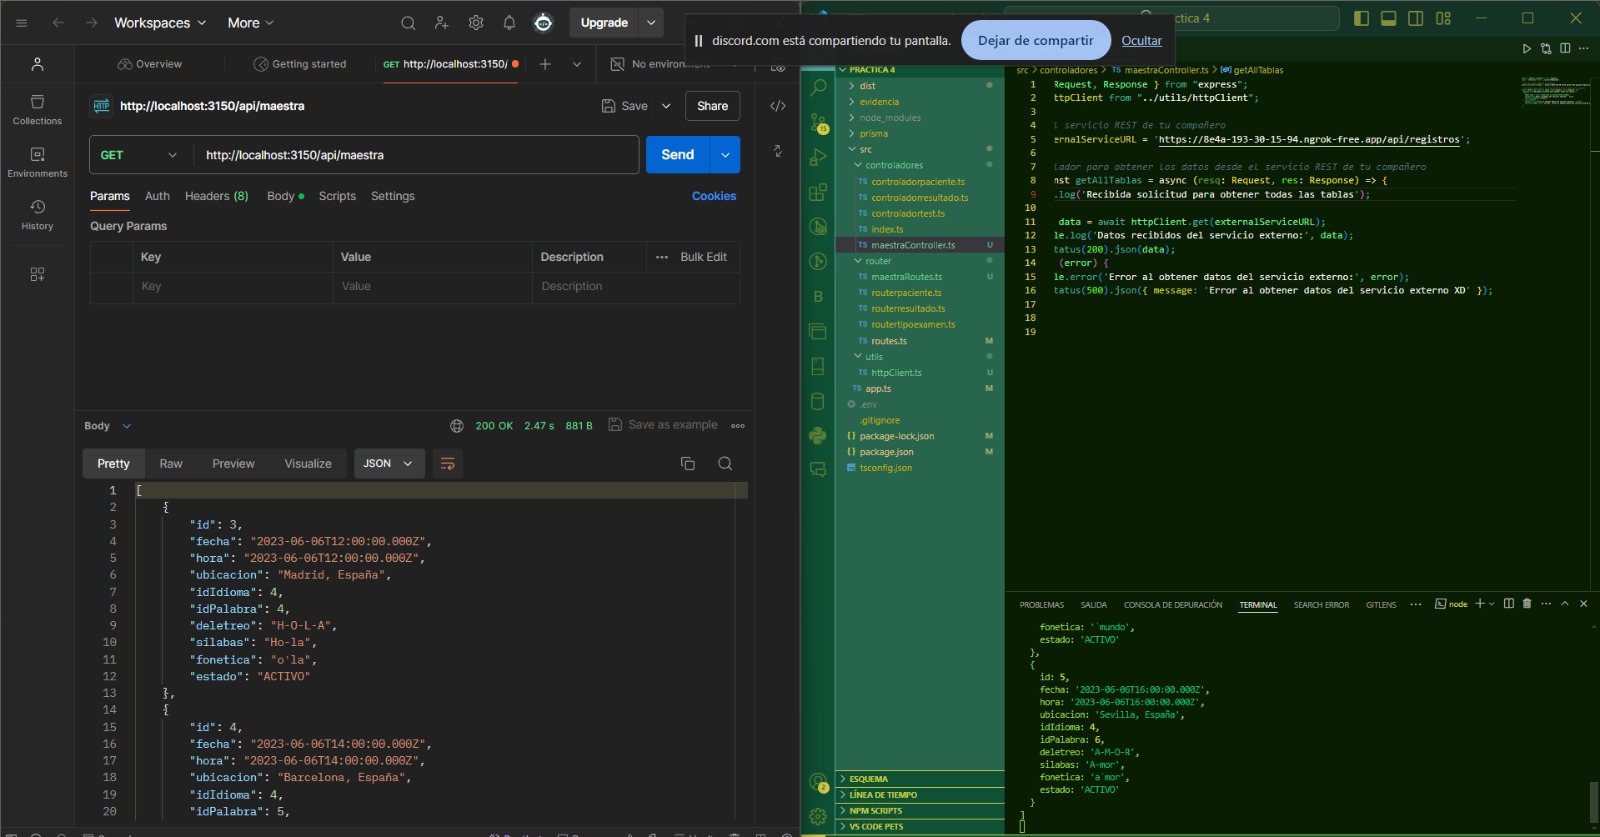 Workspaces
More
Upgrade
discord.com está compartiendo tu pantalla.
Dejar de compartir
Ocultar
ctica 4
Overview
Getting started
GET http://localhost:3150/
No environm
http://localhost:3150/api/maestra
Save
Share
GET
http://localhost:3150/api/maestra
Send
Params
Auth
Headers (8)
Body
Scripts
Settings
Cookies
Query Params
Key
Value
Description
Bulk Edit
Key
Value
Description
Collections
Environments
History
Body
200 OK
2.47 s
881 B
Save as example
Pretty
Raw
Preview
Visualize
JSON
1 [
2 {
3 "id": 3,
4 "fecha": "2023-06-06T12:00:00.000Z",
5 "hora": "2023-06-06T12:00:00.000Z",
6 "ubicacion": "Madrid, España",
7 "idIdioma": 4,
8 "idPalabra": 4,
9 "deletreo": "H-O-L-A",
10 "silabas": "Ho-la",
11 "fonetica": "o'la",
12 "estado": "ACTIVO"
13 },
14 {
15 "id": 4,
16 "fecha": "2023-06-06T14:00:00.000Z",
17 "hora": "2023-06-06T14:00:00.000Z",
18 "ubicacion": "Barcelona, España",
19 "idIdioma": 4,
20 "idPalabra": 5,
PRACTICA 4
dist
evidencia
node_modules
prisma
src
controladores
TS controladorpaciente.ts
TS controladorresultado.ts
TS controladortest.ts
TS index.ts
TS maestraController.ts U
router
TS maestraRoutes.ts U
TS routerpaciente.ts
TS routerresultado.ts
TS routertipoexamen.ts
TS routes.ts M
utils
TS httpClient.ts U
TS app.ts M
.env
.gitignore
{} package-lock.json M
{} package.json M
tsconfig.json
ESQUEMA
LÍNEA DE TIEMPO
NPM SCRIPTS
VS CODE PETS
15
2
src > controladores > TS maestraController.ts > getAllTablas
1 Request, Response } from "express";
2 ttpClient from "../utils/httpClient";
3
4 l servicio REST de tu compañero
5 ernalServiceURL = 'https://8e4a-193-30-15-94.ngrok-free.app/api/registros';
6
7 lador para obtener los datos desde el servicio REST de tu compañero
8 nst getAllTablas = async (resq: Request, res: Response) => {
9 .log('Recibida solicitud para obtener todas las tablas');
10
11 data = await httpClient.get(externalServiceURL);
12 le.log('Datos recibidos del servicio externo:', data);
13 tatus(200).json(data);
14 (error) {
15 le.error('Error al obtener datos del servicio externo:', error);
16 tatus(500).json({ message: 'Error al obtener datos del servicio externo XD' });
17
18
19
PROBLEMAS
SALIDA
CONSOLA DE DEPURACIÓN
TERMINAL
SEARCH ERROR
GITLENS
node
fonetica: 'ˈmundo',
estado: 'ACTIVO'
},
{
id: 5,
fecha: '2023-06-06T16:00:00.000Z',
hora: '2023-06-06T16:00:00.000Z',
ubicacion: 'Sevilla, España',
idIdioma: 4,
idPalabra: 6,
deletreo: 'A-M-O-R',
silabas: 'A-mor',
fonetica: 'aˈmor',
estado: 'ACTIVO'
}
]